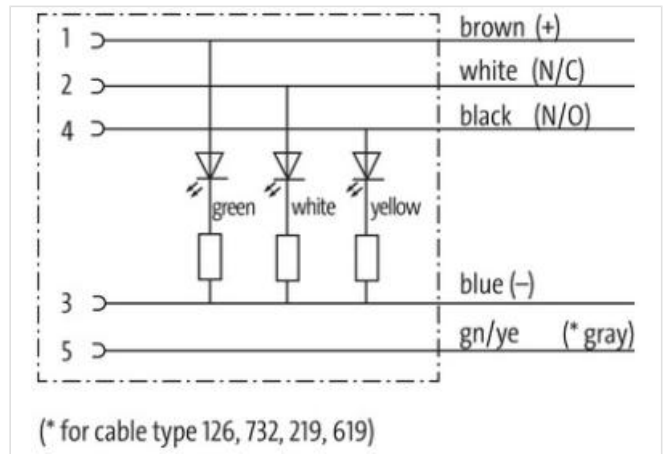 1 brown (+)
2 white (N/C)
4 black (N/O)
green white yellow
3 blue (–)
5 gn/ye (* gray)
(* for cable type 126, 732, 219, 619)